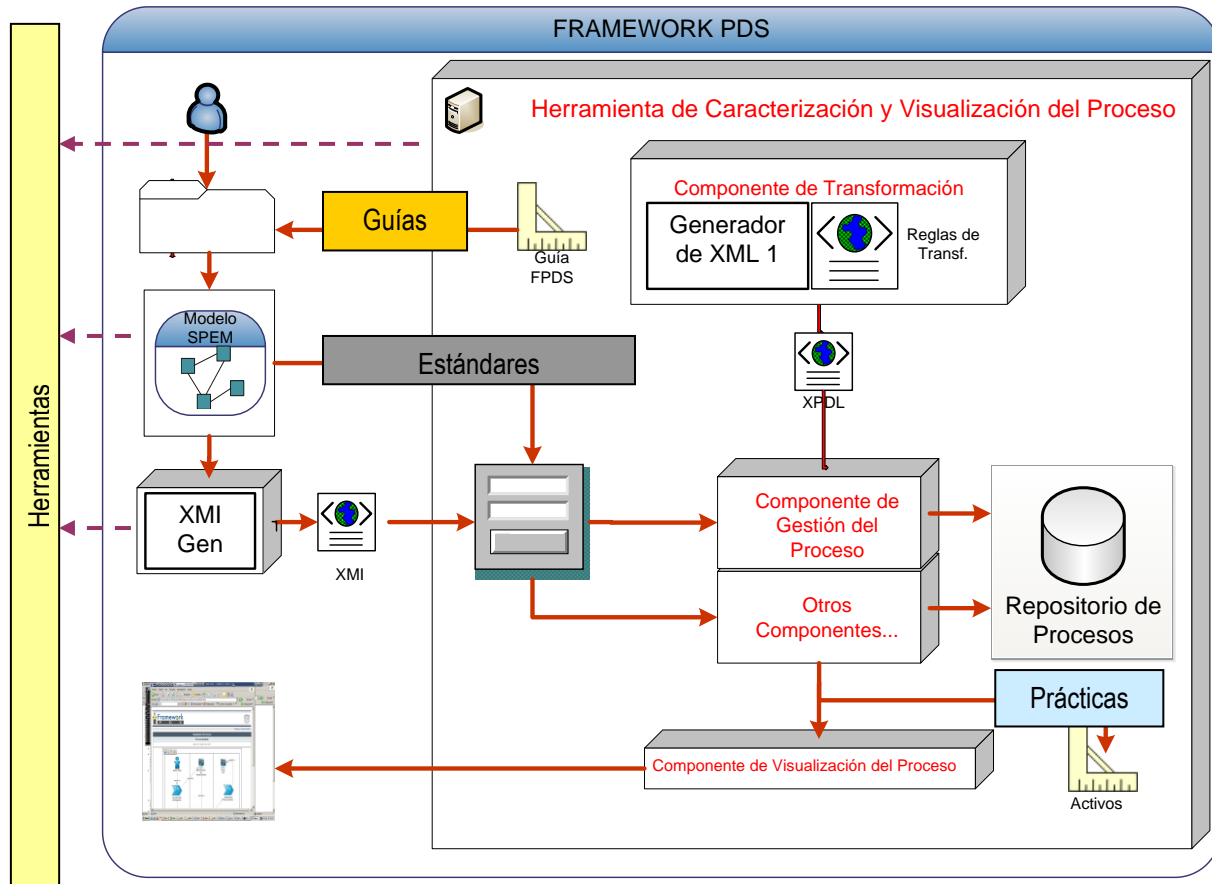 FRAMEWORK PDS
Herramientas
Herramienta de Caracterización y Visualización del Proceso
Componente de Transformación
Generador
de XML 1
Reglas de
Transf.
Guías
Guía
FPDS
Modelo
SPEM
Estándares
XPDL
XMI
Gen
XMI
Componente de
Gestión del
Proceso
Otros
Componentes...
Repositorio de
Procesos
Prácticas
Activos
Componente de Visualización del Proceso
Framework